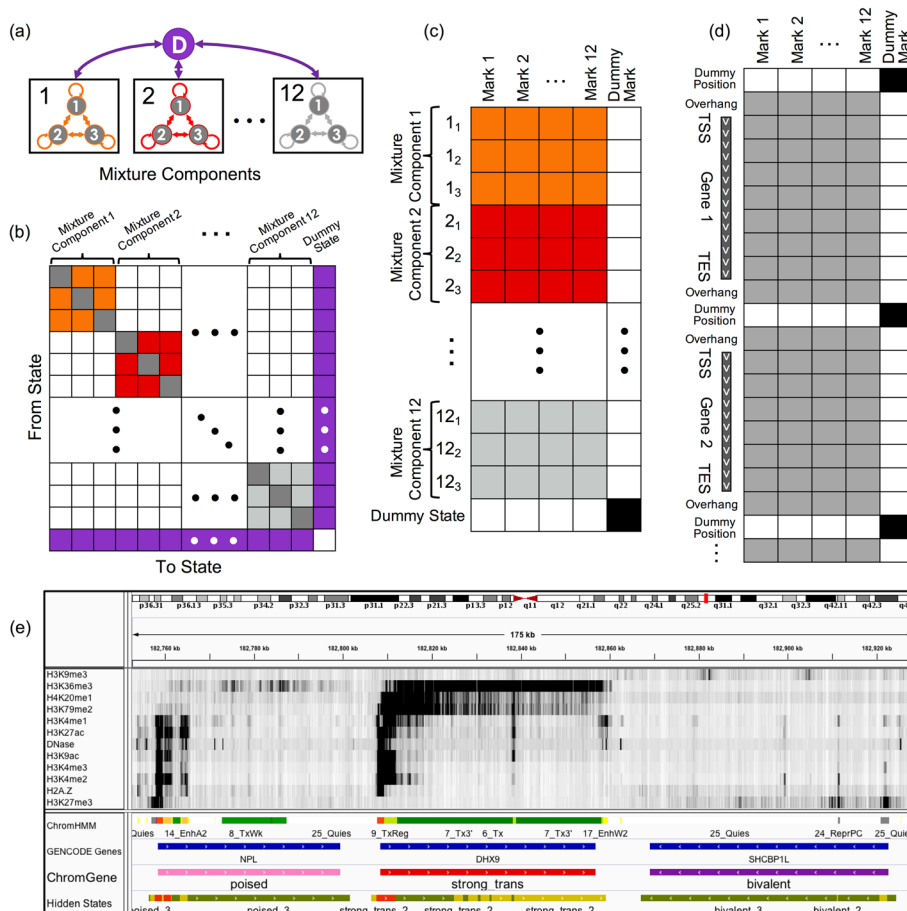 (a)
D
1
2
12
1
2
3
1
2
3
1
2
3
Mixture Components
(b)
Mixture Component 1
Mixture Component 2
Mixture Component 12
Dummy State
From State
To State
(c)
Mark 1
Mark 2
Mark 12
Dummy Mark
Mixture Component 1
1₁
1₂
1₃
Mixture Component 2
2₁
2₂
2₃
Mixture Component 12
12₁
12₂
12₃
Dummy State
(d)
Mark 1
Mark 2
Mark 12
Dummy Mark
Dummy Position
Overhang
TSS
Gene 1
TES
Overhang
Dummy Position
Overhang
TSS
Gene 2
TES
Overhang
Dummy Position
(e)
p36.31 p36.13 p35.3 p34.2 p32.3 p31.1 p22.3 p21.3 p13.3 p12 q11 q12 q21.1 q22 q24.1 q25.2 q31.1 q32.1 q32.3 q42.11 q42.3
175 kb
182,760 kb 182,780 kb 182,800 kb 182,820 kb 182,840 kb 182,860 kb 182,880 kb 182,900 kb 182,920 kb
H3K9me3
H3K36me3
H4K20me1
H3K79me2
H3K4me1
H3K27ac
DNase
H3K9ac
H3K4me3
H3K4me2
H2A.Z
H3K27me3
ChromHMM
Quies 14_EnhA2 8_TxWk 25_Quies 9_TxReg 7_Tx3' 6_Tx 7_Tx3' 17_EnhW2 25_Quies 24_ReprPC 25_Qui
GENCODE Genes
NPL DHX9 SHCBP1L
ChromGene
poised strong_trans bivalent
Hidden States
poised_3 poised_3 strong_trans_2 strong_trans_2 strong_trans_2 bivalent_3 bivalent_2